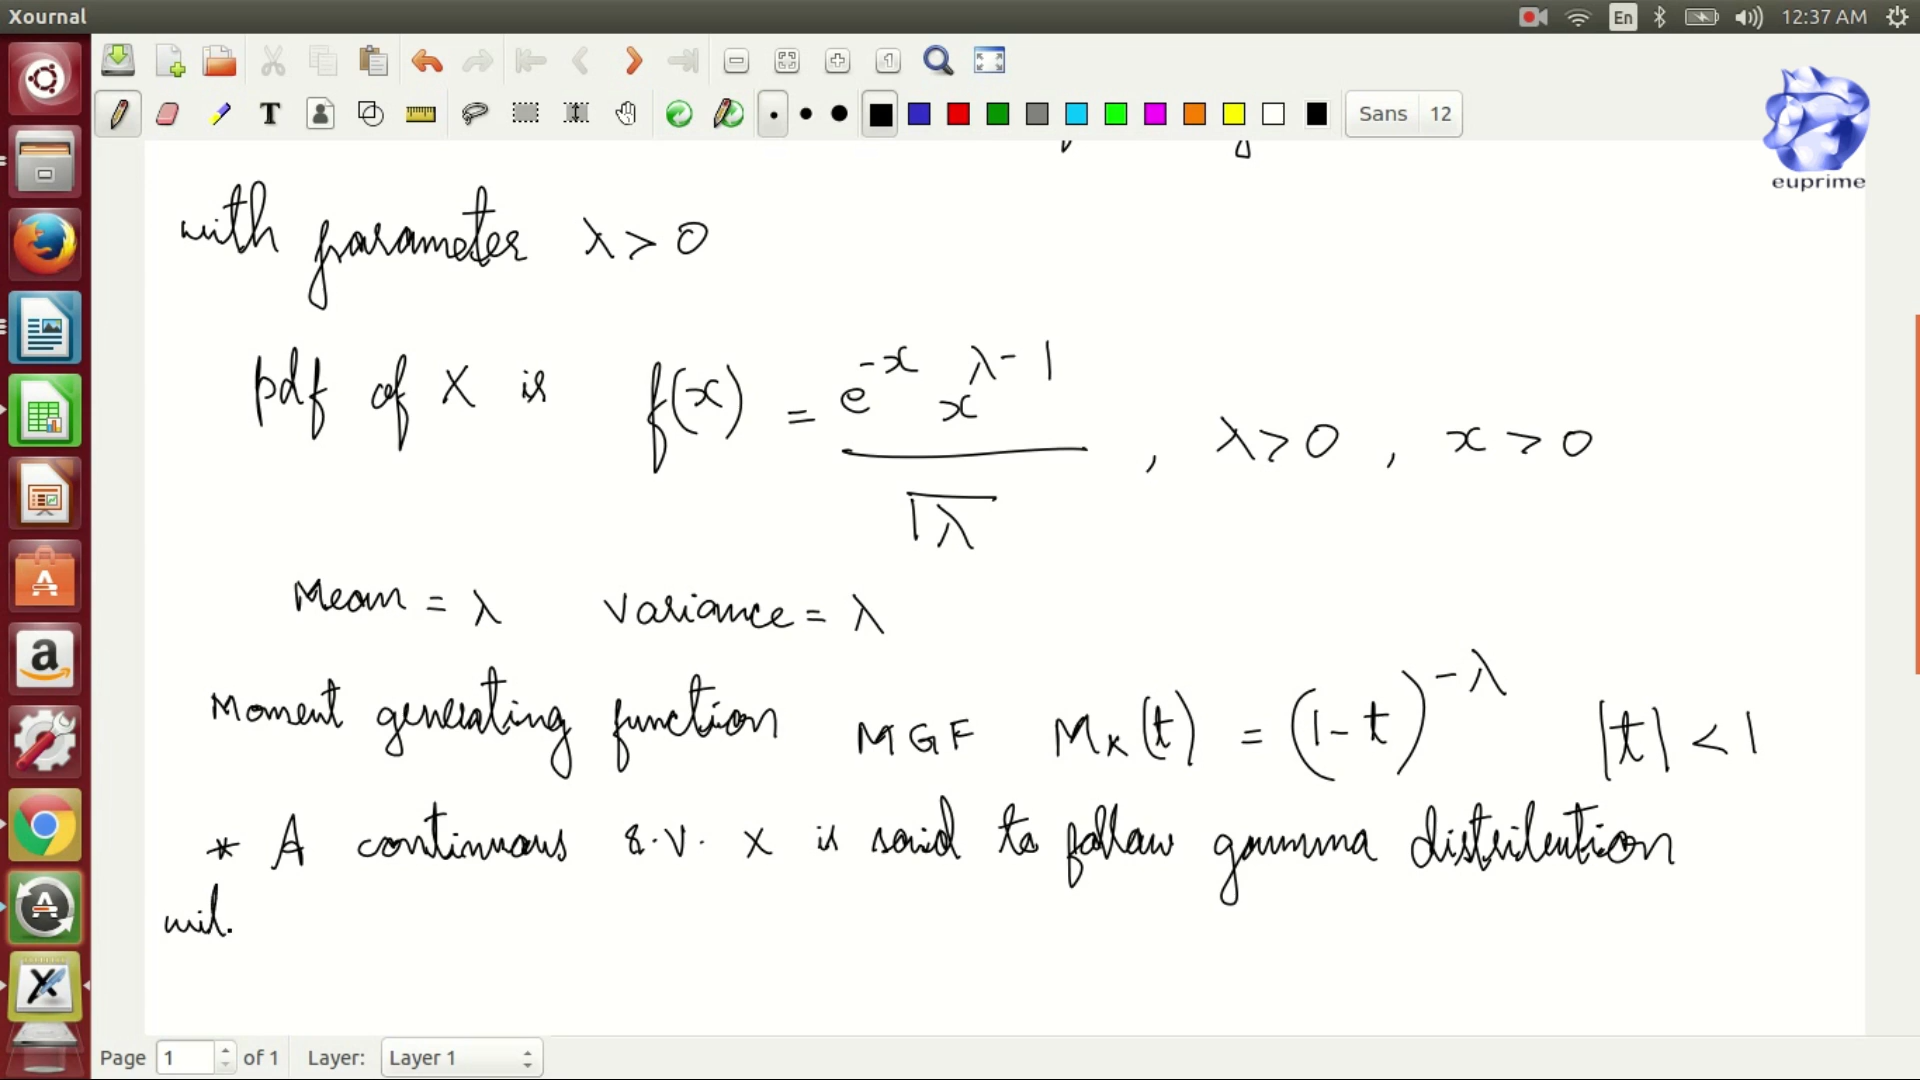 Xournal
En
12:37 AM
Sans 12
euprime
with parameter λ > 0
pdf of X is f(x) = e^{-x} x^{λ-1} / Γλ , λ > 0 , x > 0
Mean = λ variance = λ
Moment generating function MGF M_X(t) = (1-t)^{-λ} |t| < 1
* A continuous r.v. X is said to follow gamma distribution
Page 1 of 1 Layer: Layer 1